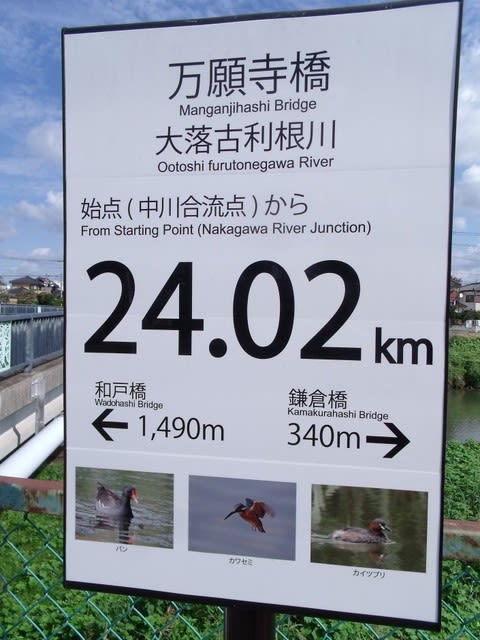 万願寺橋
Manganjihashi Bridge
大落古利根川
Ootoshi furutonegawa River
始点 ( 中川合流点 ) から
From Starting Point (Nakagawa River Junction)
24.02 km
和戸橋
Wadohashi Bridge
← 1,490m
鎌倉橋
Kamakurahashi Bridge
340m →
バン
カワセミ
カイツブリ